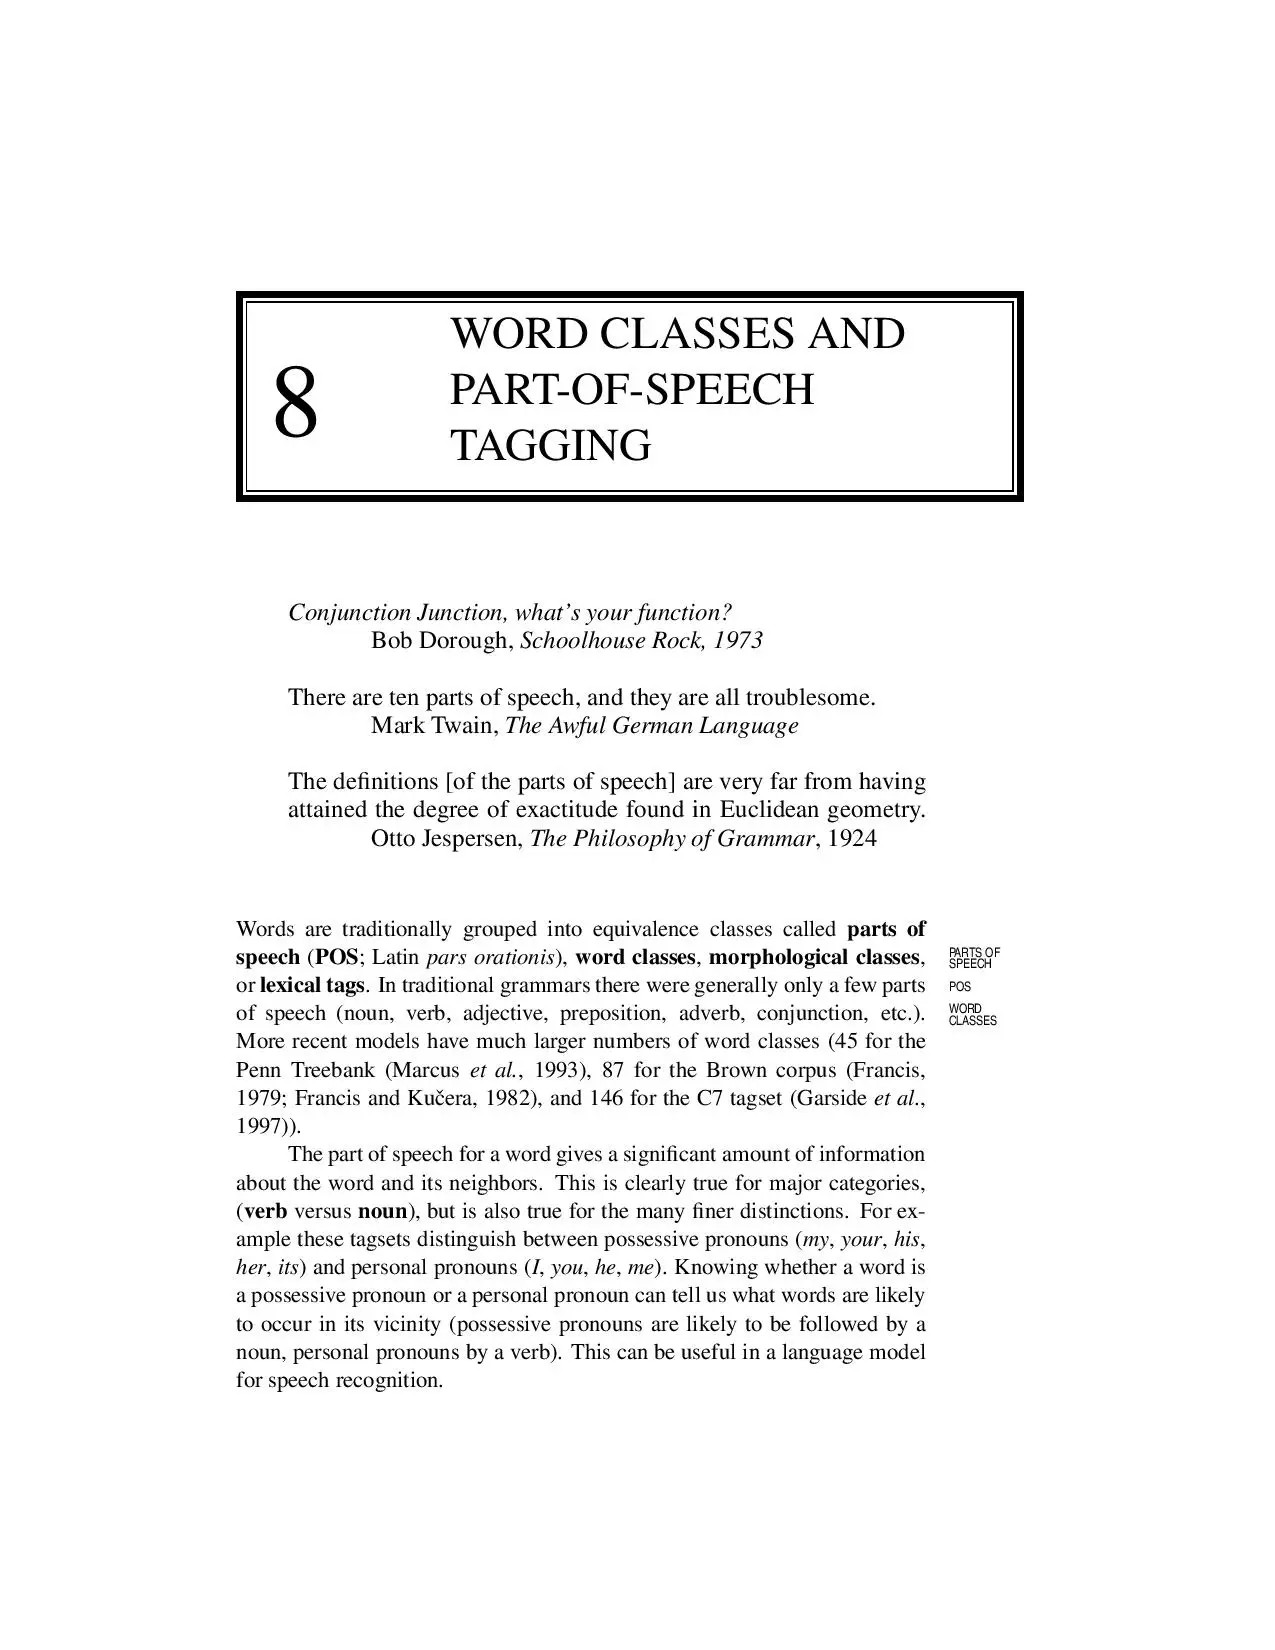 8
WORD CLASSES AND
PART-OF-SPEECH
TAGGING
Conjunction Junction, what's your function?
Bob Dorough, Schoolhouse Rock, 1973
There are ten parts of speech, and they are all troublesome.
Mark Twain, The Awful German Language
The definitions [of the parts of speech] are very far from having
attained the degree of exactitude found in Euclidean geometry.
Otto Jespersen, The Philosophy of Grammar, 1924
Words are traditionally grouped into equivalence classes called parts of
speech (POS; Latin pars orationis), word classes, morphological classes,
or lexical tags. In traditional grammars there were generally only a few parts
of speech (noun, verb, adjective, preposition, adverb, conjunction, etc.).
More recent models have much larger numbers of word classes (45 for the
Penn Treebank (Marcus et al., 1993), 87 for the Brown corpus (Francis,
1979; Francis and Kučera, 1982), and 146 for the C7 tagset (Garside et al.,
1997)).
The part of speech for a word gives a significant amount of information
about the word and its neighbors. This is clearly true for major categories,
(verb versus noun), but is also true for the many finer distinctions. For ex-
ample these tagsets distinguish between possessive pronouns (my, your, his,
her, its) and personal pronouns (I, you, he, me). Knowing whether a word is
a possessive pronoun or a personal pronoun can tell us what words are likely
to occur in its vicinity (possessive pronouns are likely to be followed by a
noun, personal pronouns by a verb). This can be useful in a language model
for speech recognition.
PARTS OF
SPEECH
POS
WORD
CLASSES